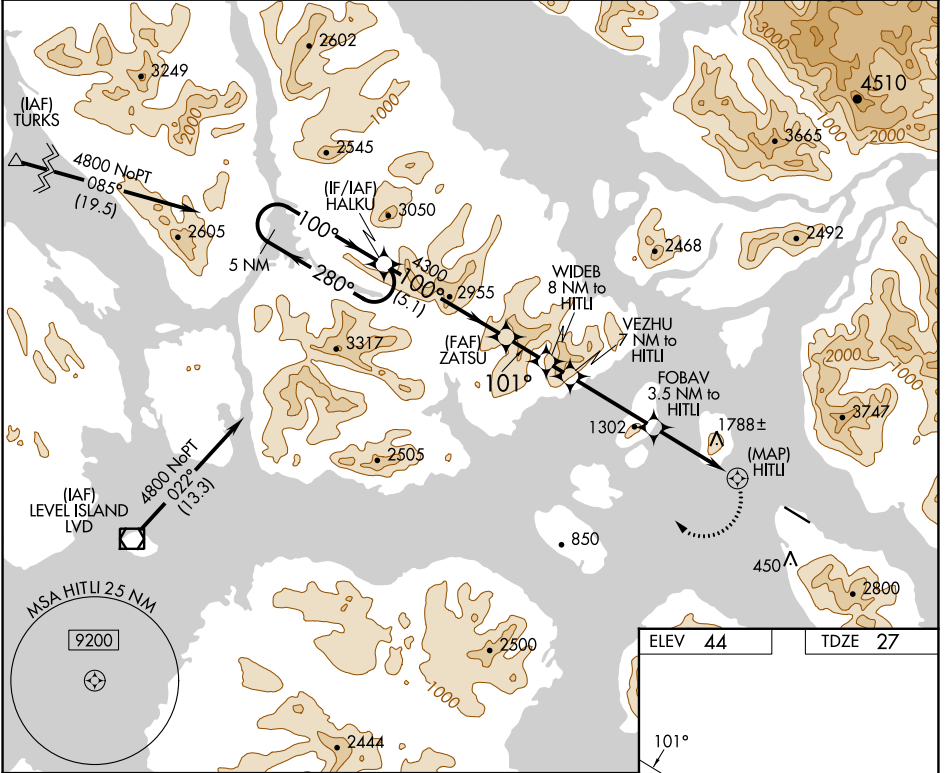 2602
3249
3000
4510
(IAF)
TURKS
2000
1000
1000
2000
3665
2545
4800 NoPT
085°
(19.5)
(IF/IAF)
HALKU
3050
100°
2605
5 NM
280°
4300
100°
(5.1)
2955
WIDEB
8 NM to
HITLI
2468
2492
VEZHU
7 NM to
HITLI
(FAF)
ZATSU
101°
3317
2000
1000
FOBAV
3.5 NM to
HITLI
1302
1788±
3747
(MAP)
HITLI
2505
4800 NoPT
022°
(13.3)
(IAF)
LEVEL ISLAND
LVD
850
450
2800
MSA HITLI 25 NM
9200
2500
1000
2444
ELEV 44
TDZE 27
101°